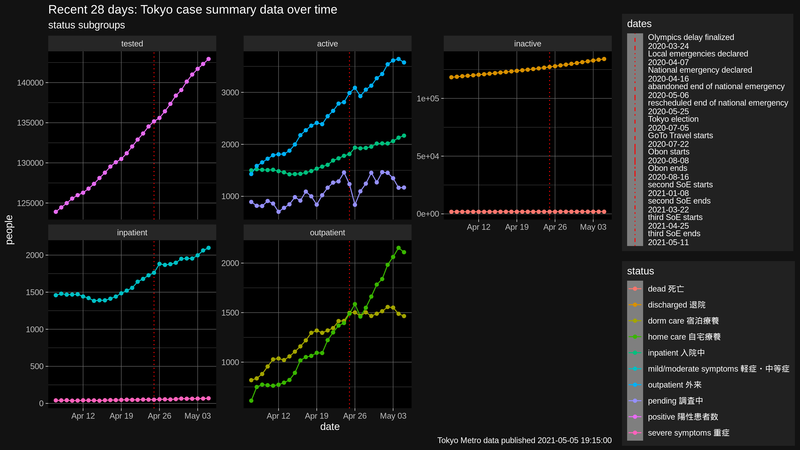 Recent 28 days: Tokyo case summary data over time
status subgroups
tested
active
inactive
140000
135000
130000
125000
3000
2000
1000
1e+05
5e+04
0e+00
Apr 12
Apr 19
Apr 26
May 03
inpatient
outpatient
2000
1500
1000
500
0
2000
1500
1000
Apr 12
Apr 19
Apr 26
May 03
Apr 12
Apr 19
Apr 26
May 03
people
date
Tokyo Metro data published 2021-05-05 19:15:00
dates
Olympics delay finalized
2020-03-24
Local emergencies declared
2020-04-07
National emergency declared
2020-04-16
abandoned end of national emergency
2020-05-06
rescheduled end of national emergency
2020-05-25
Tokyo election
2020-07-05
GoTo Travel starts
2020-07-22
Obon starts
2020-08-08
Obon ends
2020-08-16
second SoE starts
2021-01-08
second SoE ends
2021-03-22
third SoE starts
2021-04-25
third SoE ends
2021-05-11
status
dead 死亡
discharged 退院
dorm care 宿泊療養
home care 自宅療養
inpatient 入院中
mild/moderate symptoms 軽症・中等症
outpatient 外来
pending 調査中
positive 陽性患者数
severe symptoms 重症